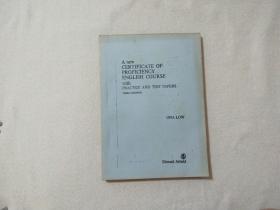 A new
CERTIFICATE OF
PROFICIENCY
ENGLISH COURSE
with
PRACTICE AND TEST PAPERS
THIRD EDITION
ONA LOW
Edward Arnold